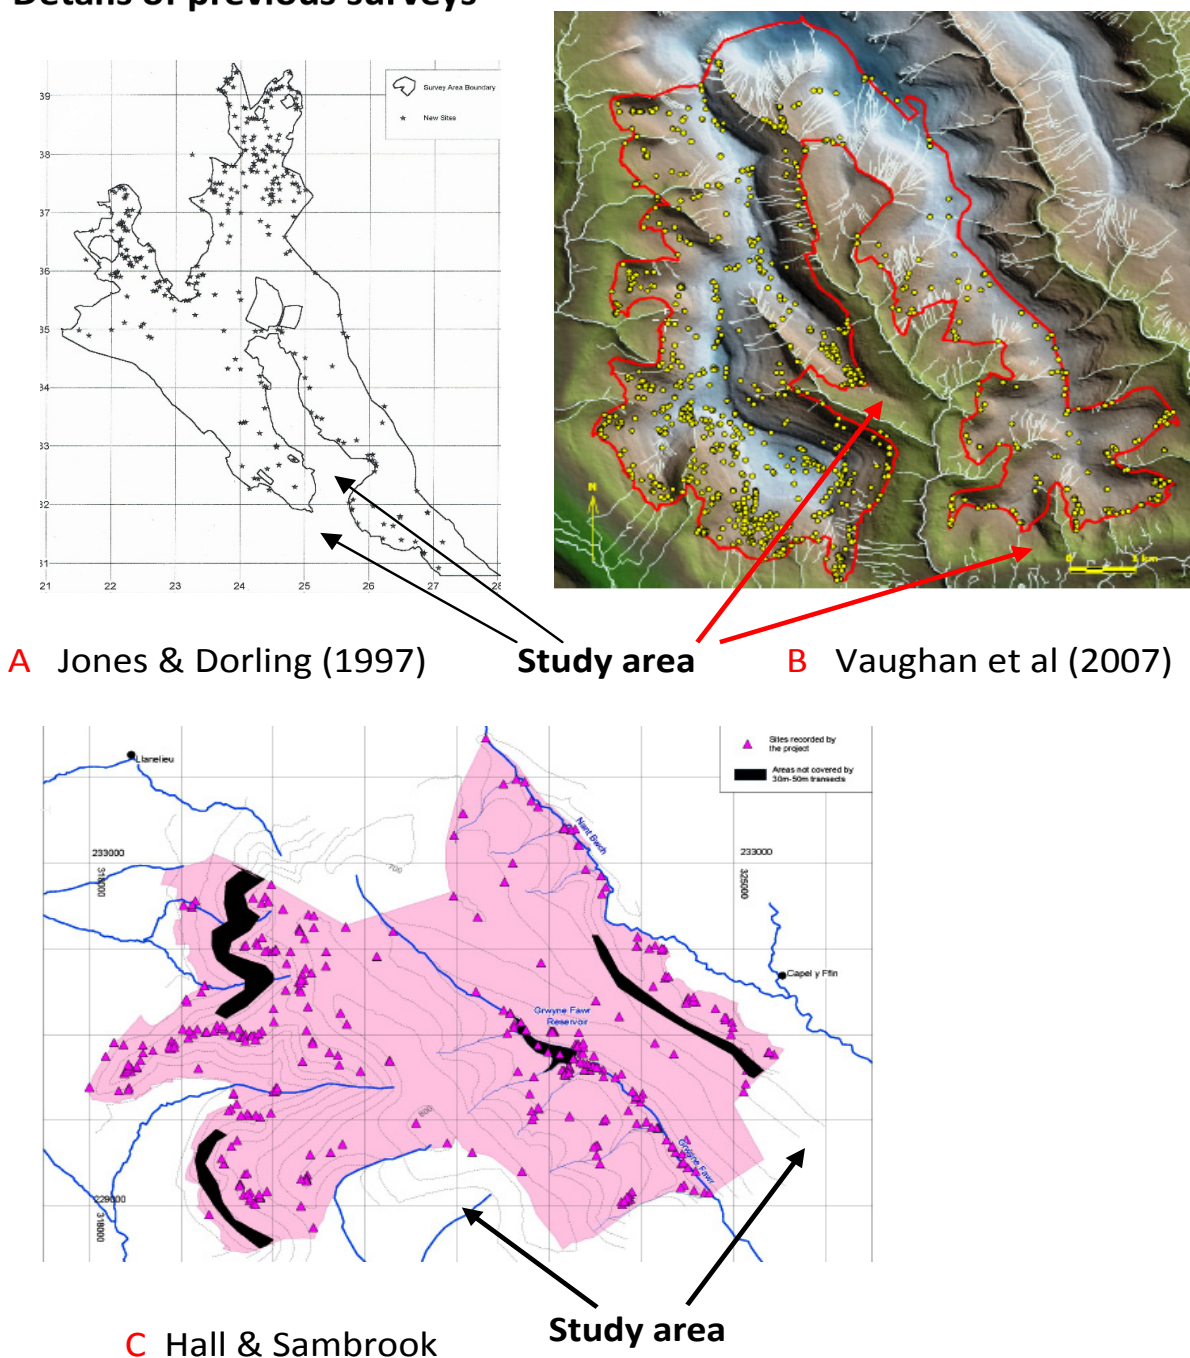 Details of previous surveys
Survey Area Boundary
New Sites
39
38
37
36
35
34
33
32
31
21
22
23
24
25
26
27
28
N
0
A Jones & Dorling (1997)
Study area
B Vaughan et al (2007)
Sites recorded by
the project
Areas not covered by
30m-50m transects
Llanelieu
Nant Bwch
700
233000
318000
233000
325000
Capel y Ffin
Grwyne Fawr
Reservoir
600
Grwyne Fawr
229000
318000
Study area
C Hall & Sambrook